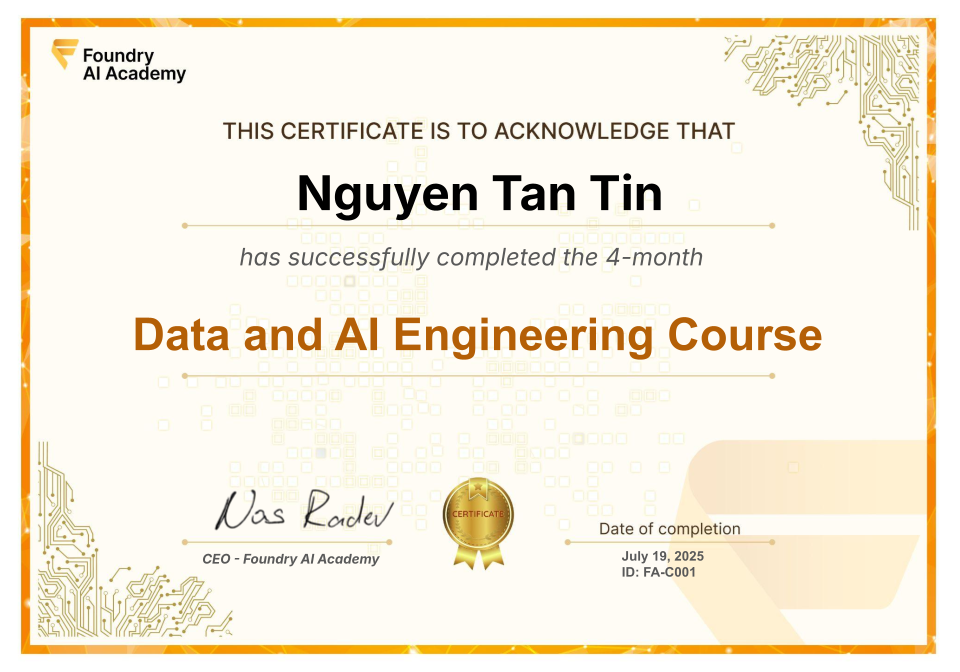 Foundry
AI Academy
THIS CERTIFICATE IS TO ACKNOWLEDGE THAT
Nguyen Tan Tin
has successfully completed the 4-month
Data and AI Engineering Course
Nas Radev
CERTIFICATE
Date of completion
CEO - Foundry AI Academy
July 19, 2025
ID: FA-C001